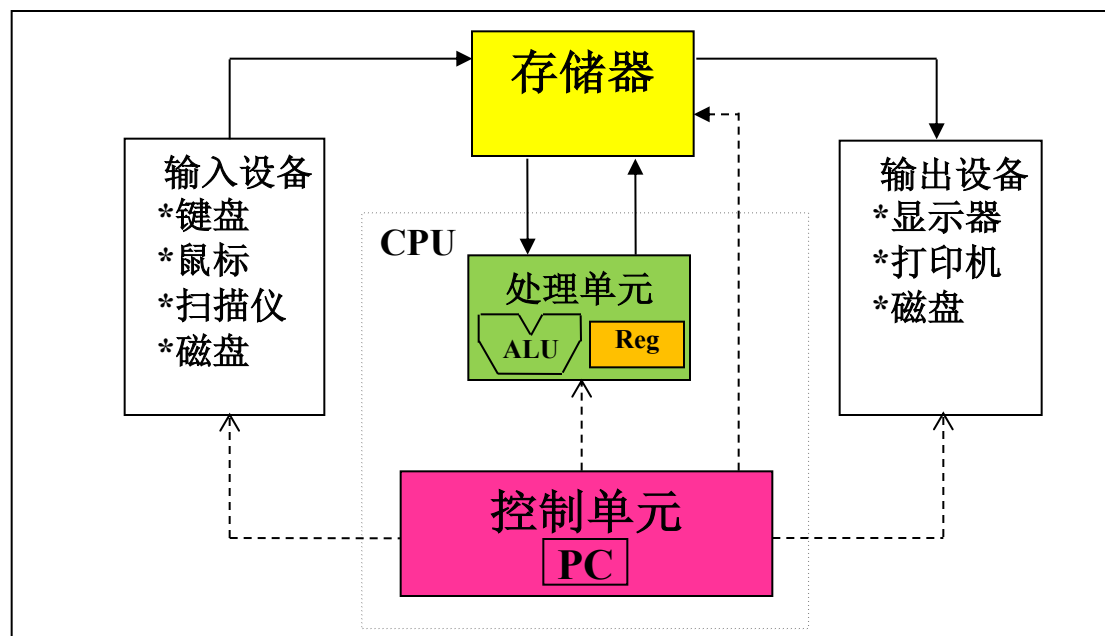 存储器
输入设备
*键盘
*鼠标
*扫描仪
*磁盘
CPU
处理单元
ALU
Reg
输出设备
*显示器
*打印机
*磁盘
控制单元
PC